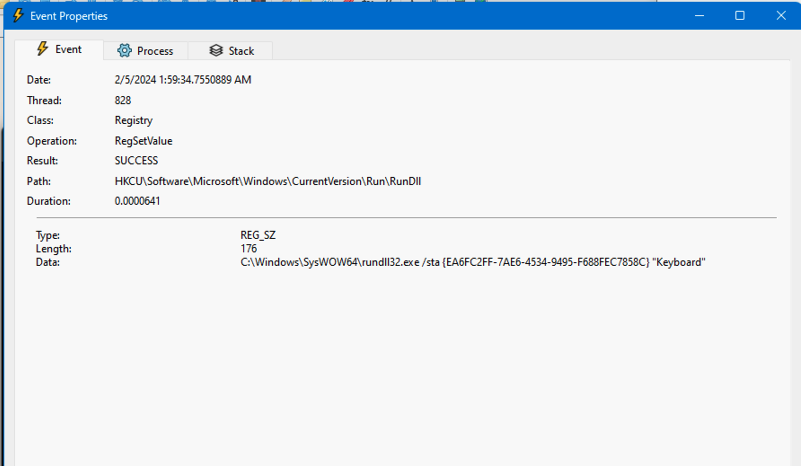 Event Properties
Event Process Stack
Date: 2/5/2024 1:59:34.7550889 AM
Thread: 828
Class: Registry
Operation: RegSetValue
Result: SUCCESS
Path: HKCU\Software\Microsoft\Windows\CurrentVersion\Run\RunDll
Duration: 0.0000641
Type: REG_SZ
Length: 176
Data: C:\Windows\SysWOW64\rundll32.exe /sta {EA6FC2FF-7AE6-4534-9495-F688FEC7858C} "Keyboard"